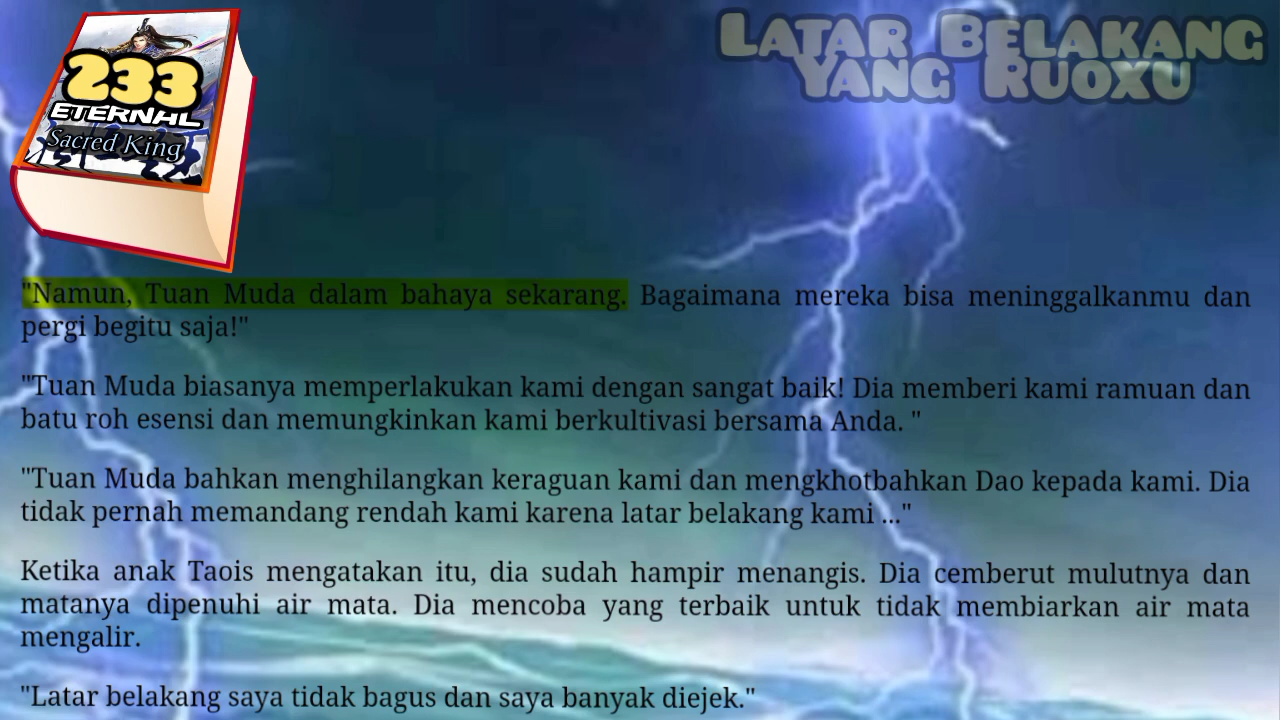 233
ETERNAL
Sacred King
LATAR BELAKANG
YANG RUOXU
"Namun, Tuan Muda dalam bahaya sekarang. Bagaimana mereka bisa meninggalkanmu dan
pergi begitu saja!"
"Tuan Muda biasanya memperlakukan kami dengan sangat baik! Dia memberi kami ramuan dan
batu roh esensi dan memungkinkan kami berkultivasi bersama Anda. "
"Tuan Muda bahkan menghilangkan keraguan kami dan mengkhotbahkan Dao kepada kami. Dia
tidak pernah memandang rendah kami karena latar belakang kami ..."
Ketika anak Taois mengatakan itu, dia sudah hampir menangis. Dia cemberut mulutnya dan
matanya dipenuhi air mata. Dia mencoba yang terbaik untuk tidak membiarkan air mata
mengalir.
"Latar belakang saya tidak bagus dan saya banyak diejek."